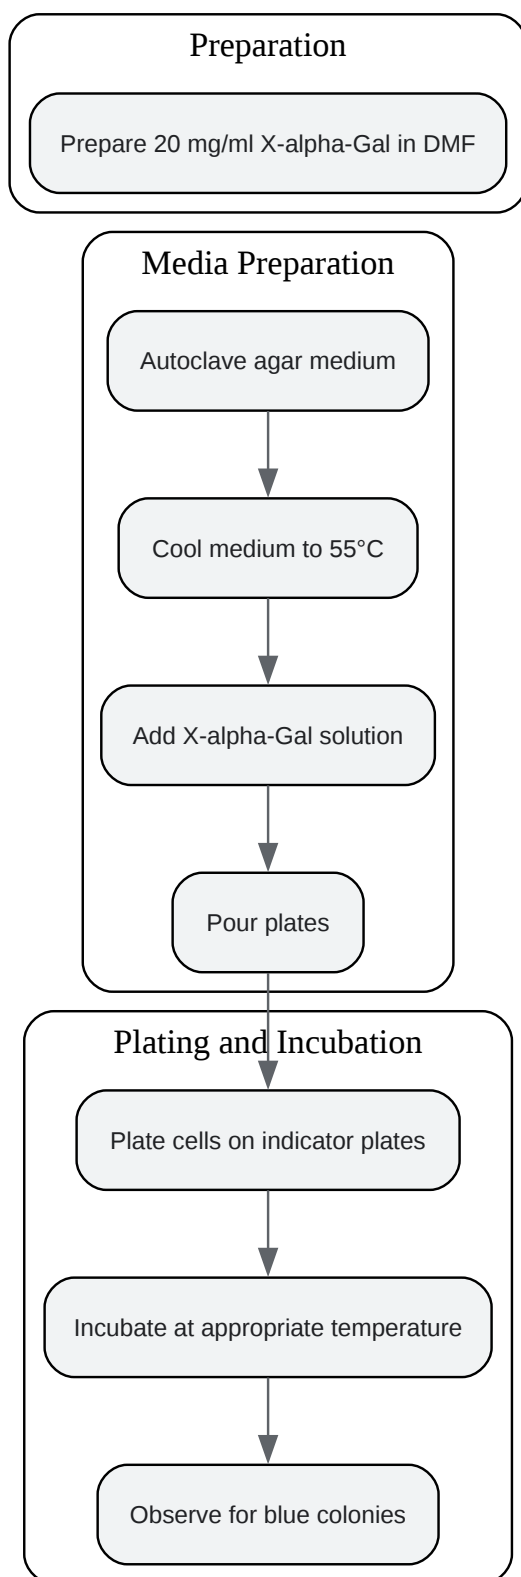 Preparation
Prepare 20 mg/ml X-alpha-Gal in DMF
Media Preparation
Autoclave agar medium
Cool medium to 55°C
Add X-alpha-Gal solution
Pour plates
Plating and Incubation
Plate cells on indicator plates
Incubate at appropriate temperature
Observe for blue colonies